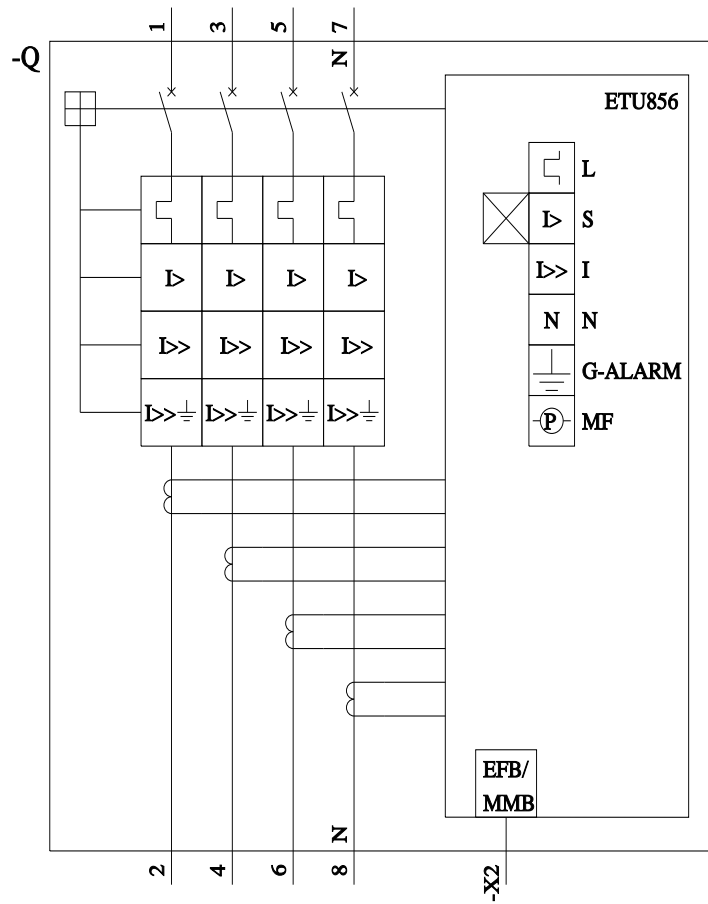 1 3 5 7
N
-Q
ETU856
L
I> S
I> I> I> I>
I>> I
I>> I>> I>> I>>
N N
G-ALARM
I>> I>> I>> I>>
P MF
EFB/
MMB
N
2 4 6 8
-X2